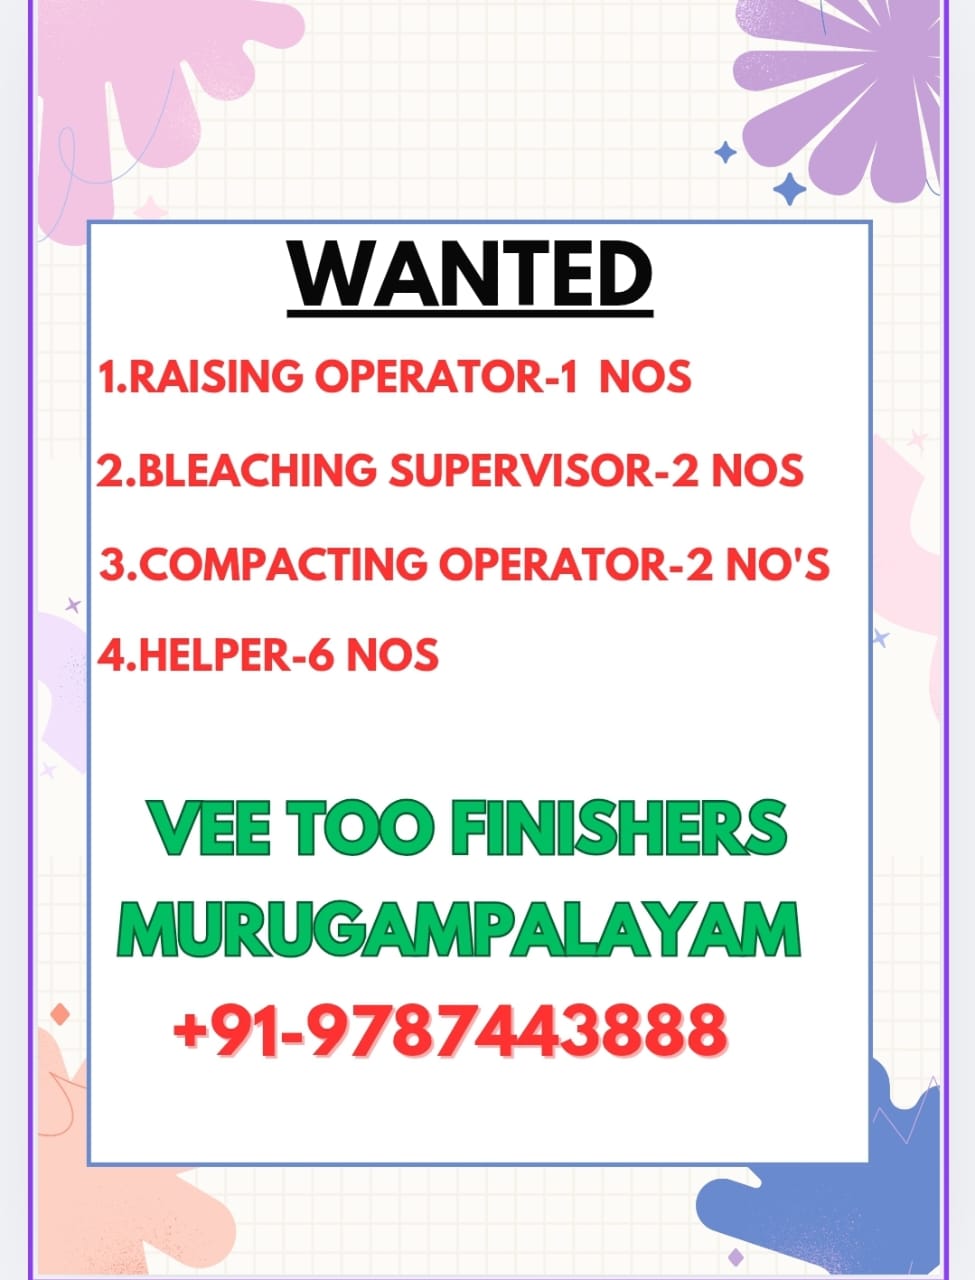 WANTED
1.RAISING OPERATOR-1 NOS
2.BLEACHING SUPERVISOR-2 NOS
3.COMPACTING OPERATOR-2 NO'S
4.HELPER-6 NOS
VEE TOO FINISHERS
MURUGAMPALAYAM
+91-9787443888